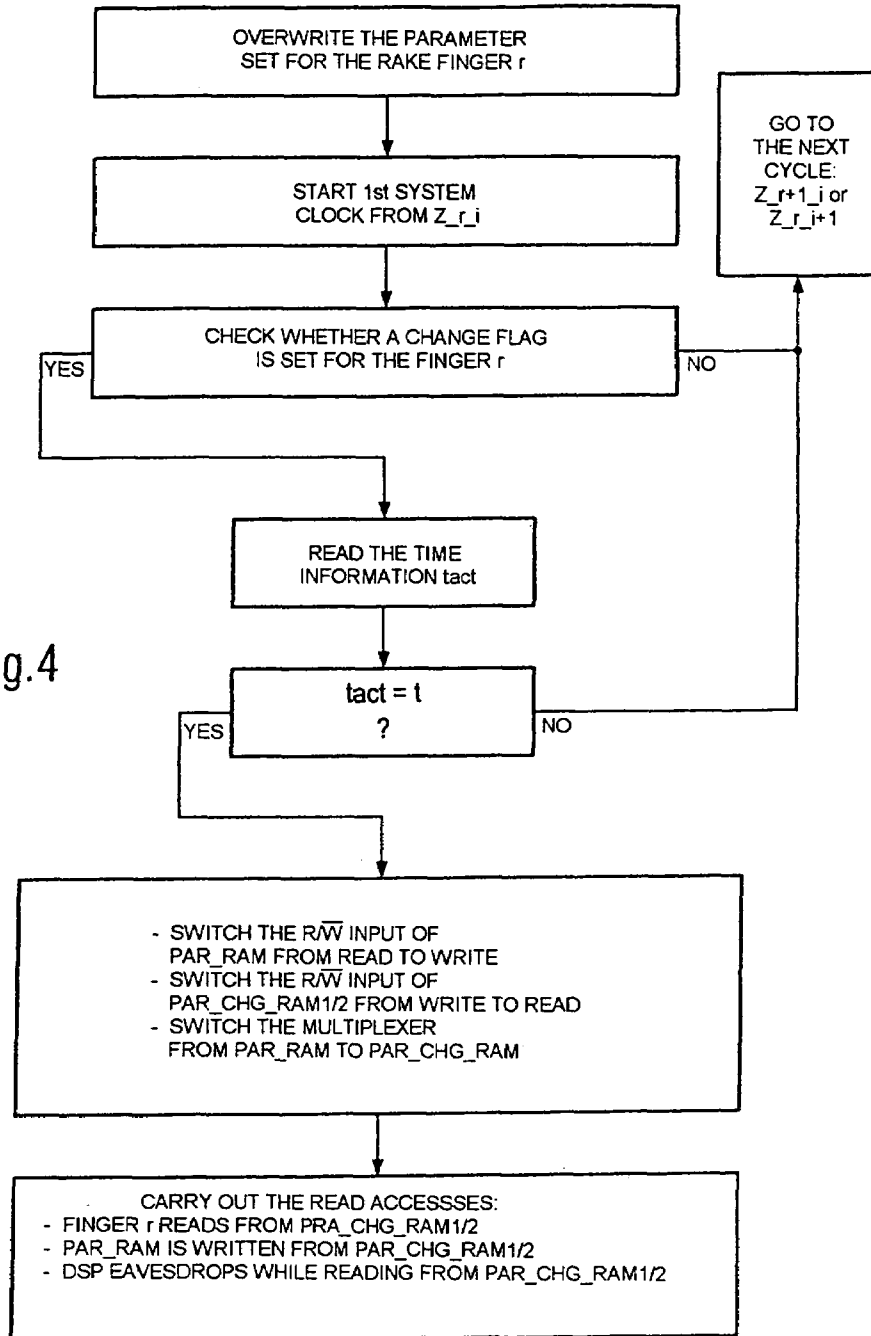 OVERWRITE THE PARAMETER
SET FOR THE RAKE FINGER r
GO TO
THE NEXT
CYCLE:
Z_r+1_i or
Z_r_i+1
START 1st SYSTEM
CLOCK FROM Z_r_i
CHECK WHETHER A CHANGE FLAG
IS SET FOR THE FINGER r
YES
NO
READ THE TIME
INFORMATION tact
g.4
tact = t
?
YES
NO
- SWITCH THE R/W̅ INPUT OF
PAR_RAM FROM READ TO WRITE
- SWITCH THE R/W̅ INPUT OF
PAR_CHG_RAM1/2 FROM WRITE TO READ
- SWITCH THE MULTIPLEXER
FROM PAR_RAM TO PAR_CHG_RAM
CARRY OUT THE READ ACCESSSES:
- FINGER r READS FROM PRA_CHG_RAM1/2
- PAR_RAM IS WRITTEN FROM PAR_CHG_RAM1/2
- DSP EAVESDROPS WHILE READING FROM PAR_CHG_RAM1/2